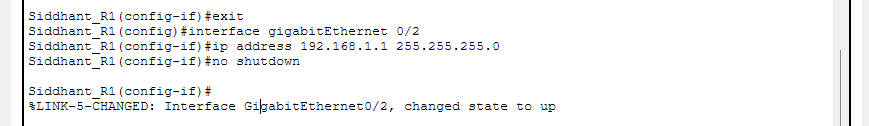 Siddhant_R1(config-if)#exit
Siddhant_R1(config)#interface gigabitEthernet 0/2
Siddhant_R1(config-if)#ip address 192.168.1.1 255.255.255.0
Siddhant_R1(config-if)#no shutdown
Siddhant_R1(config-if)#
%LINK-5-CHANGED: Interface GigabitEthernet0/2, changed state to up